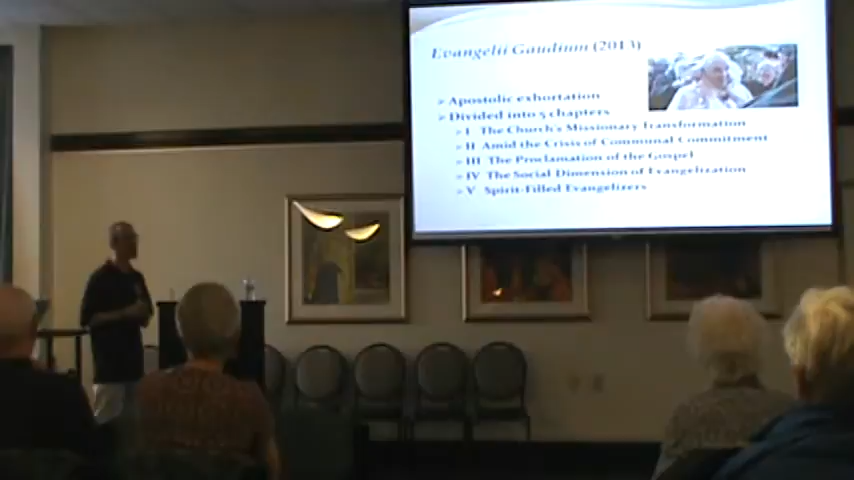 Evangelii Gaudium (2013)
➢ Apostolic exhortation
➢ Divided into 5 chapters
➢ I The Church's Missionary Transformation
➢ II Amid the Crisis of Communal Commitment
➢ III The Proclamation of the Gospel
➢ IV The Social Dimension of Evangelization
➢ V Spirit-Filled Evangelizers